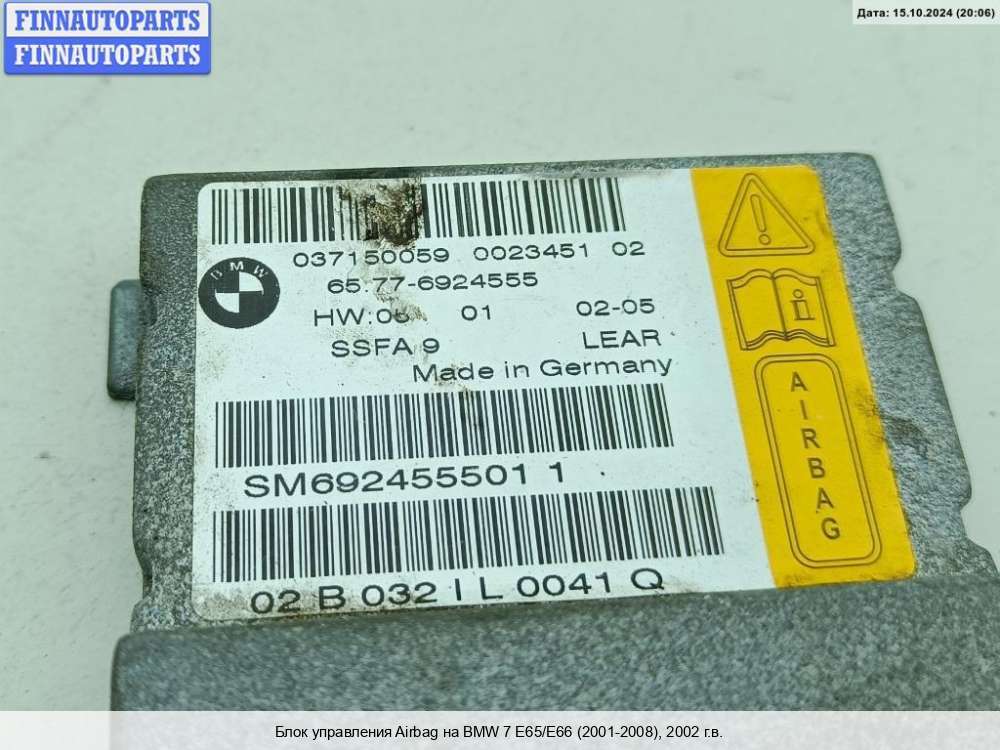 FINNAUTOPARTS
FINNAUTOPARTS
Дата: 15.10.2024 (20:06)
037150059 0023451 02
BMW
65.77-6924555
HW:06 01 02-05
SSFA 9 LEAR
Made in Germany
SM692455501 1
02 B 032 I L 0041 Q
AIRBAG
Блок управления Airbag на BMW 7 E65/E66 (2001-2008), 2002 г.в.